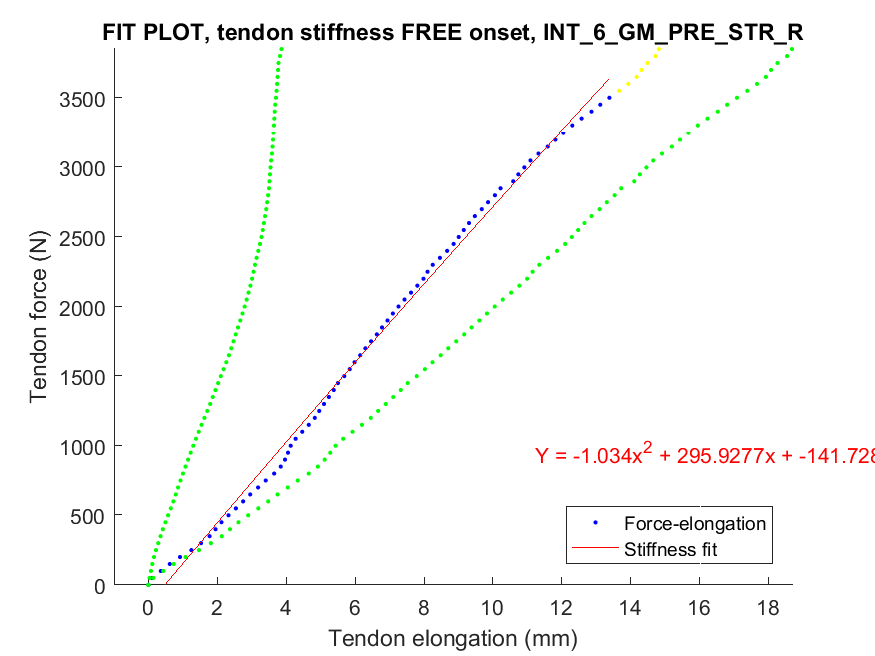 FIT PLOT, tendon stiffness FREE onset, INT_6_GM_PRE_STR_R
Tendon force (N)
3500
3000
2500
2000
1500
1000
500
0
Y = -1.034x² + 295.9277x + -141.728
Force-elongation
Stiffness fit
0 2 4 6 8 10 12 14 16 18
Tendon elongation (mm)